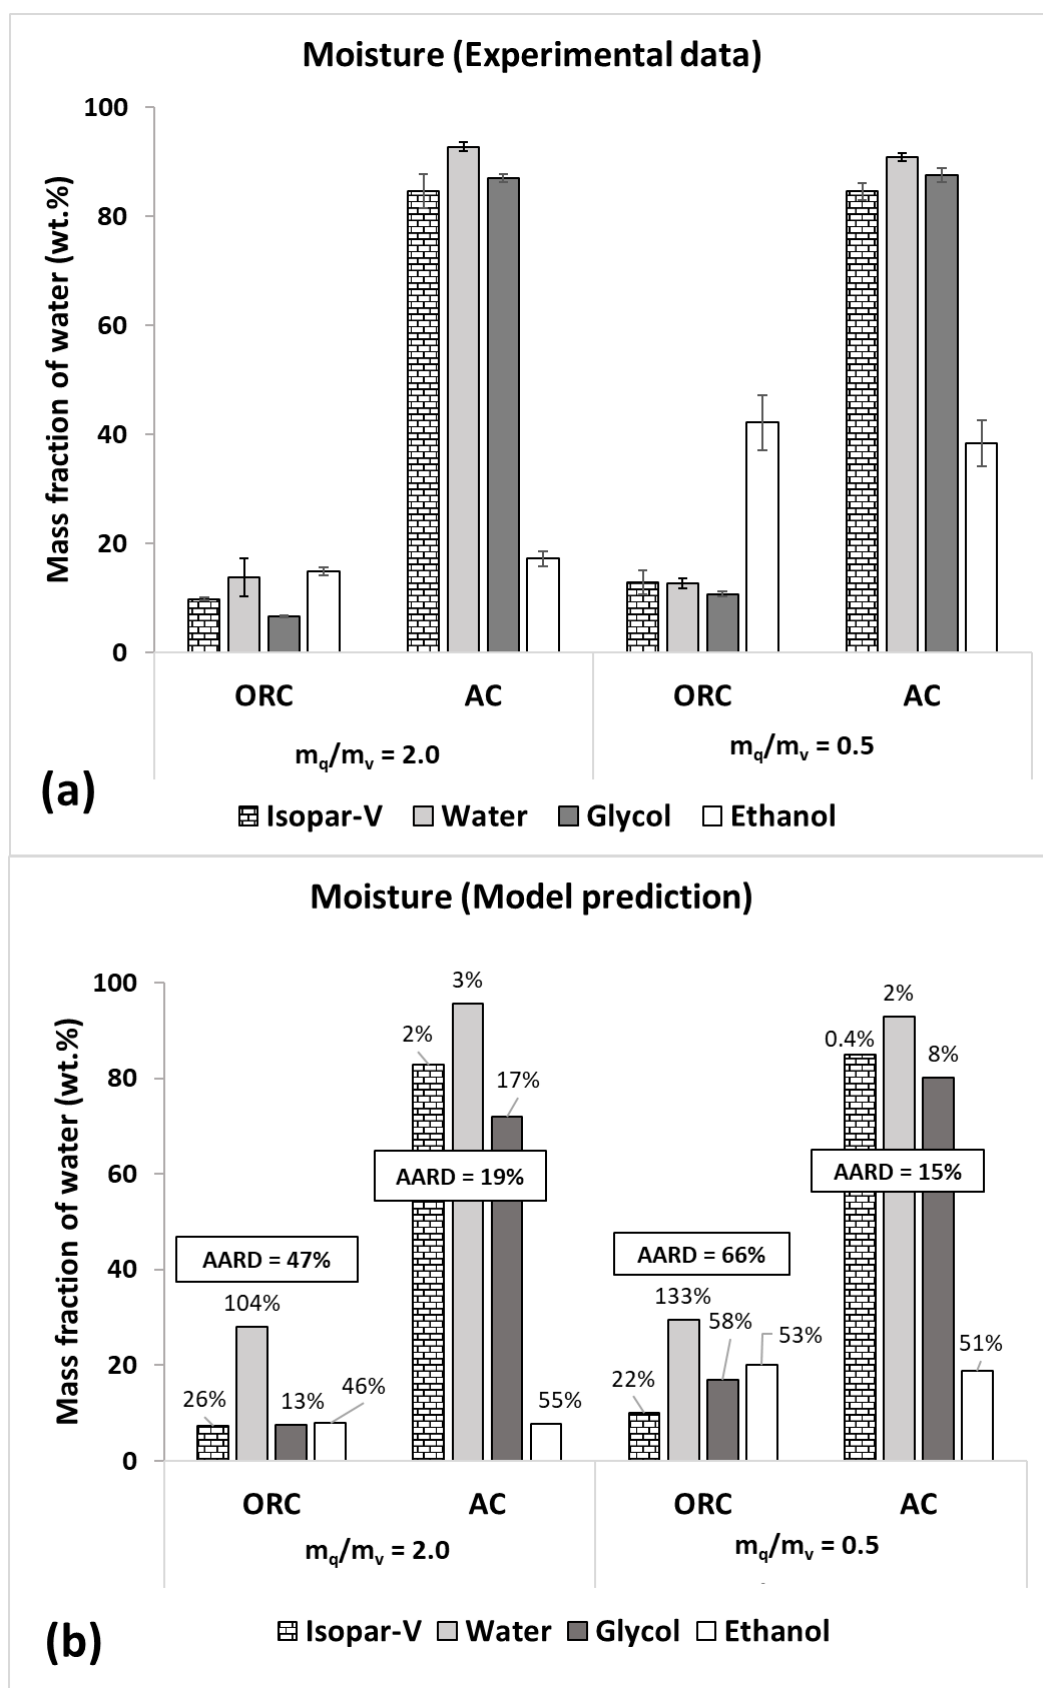 Moisture (Experimental data)
Mass fraction of water (wt.%)
100
80
60
40
20
0
ORC
AC
ORC
AC
mq/mv = 2.0
mq/mv = 0.5
(a)
Isopar-V Water Glycol Ethanol
Moisture (Model prediction)
Mass fraction of water (wt.%)
100
80
60
40
20
0
26%
104%
13%
46%
AARD = 47%
2%
3%
17%
55%
AARD = 19%
22%
133%
58%
53%
AARD = 66%
0.4%
2%
8%
51%
AARD = 15%
ORC
AC
ORC
AC
mq/mv = 2.0
mq/mv = 0.5
(b)
Isopar-V Water Glycol Ethanol